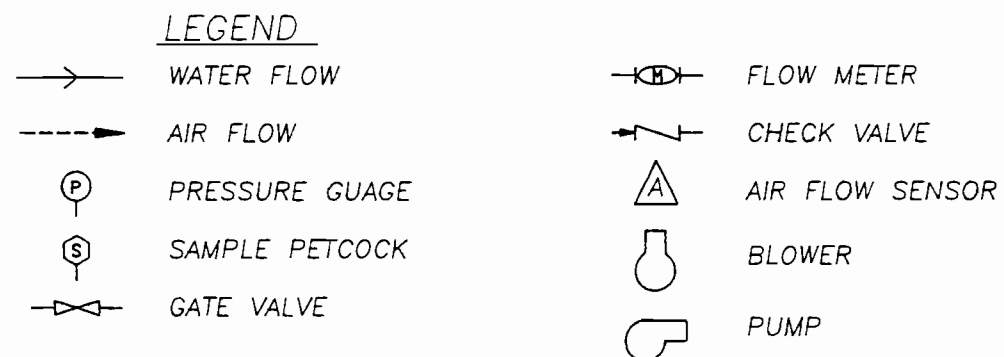 LEGEND
WATER FLOW
AIR FLOW
P PRESSURE GUAGE
S SAMPLE PETCOCK
GATE VALVE
M FLOW METER
CHECK VALVE
A AIR FLOW SENSOR
BLOWER
PUMP